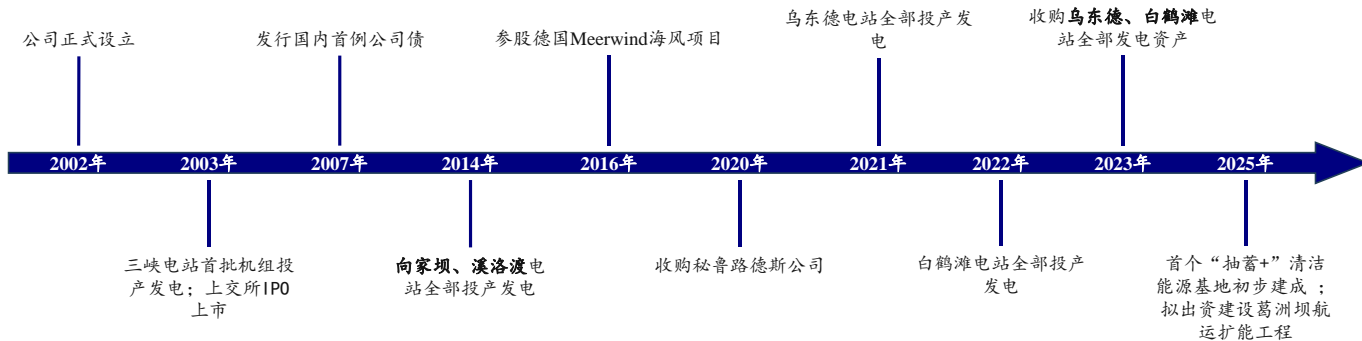 公司正式设立
发行国内首例公司债
参股德国Meerwind海风项目
乌东德电站全部投产发
电
收购乌东德、白鹤滩电
站全部发电资产
2002年
2003年
2007年
2014年
2016年
2020年
2021年
2022年
2023年
2025年
三峡电站首批机组投
产发电；上交所IPO
上市
向家坝、溪洛渡电
站全部投产发电
收购秘鲁路德斯公司
白鹤滩电站全部投产
发电
首个“抽蓄+”清洁
能源基地初步建成 ；
拟出资建设葛洲坝航
运扩能工程